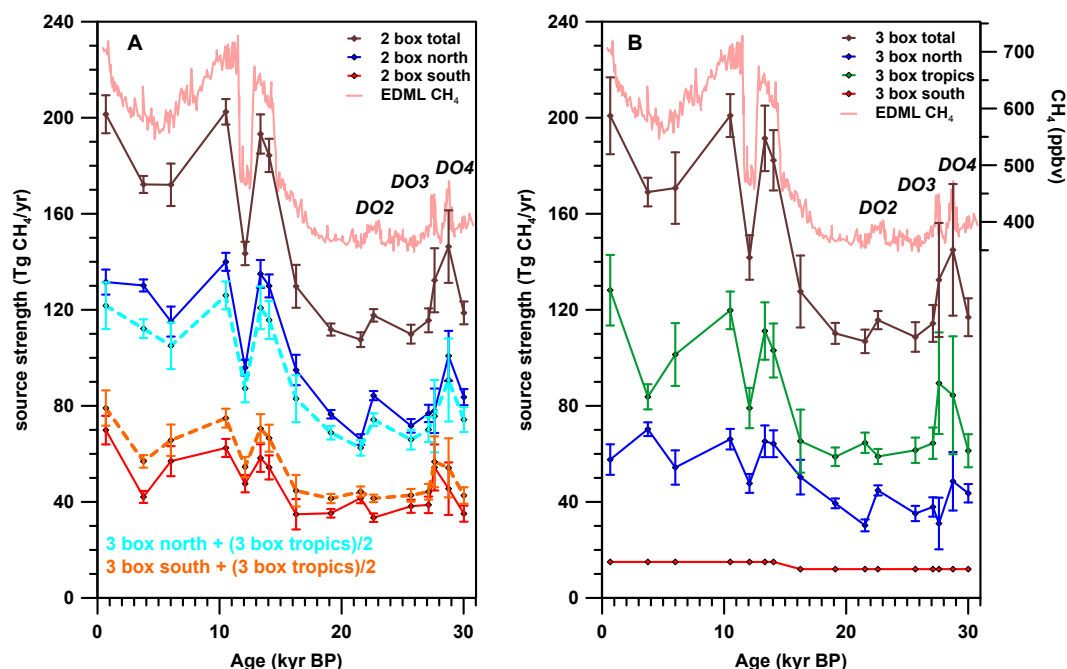 240
200
160
120
80
40
0
source strength (Tg CH₄/yr)
A
2 box total
2 box north
2 box south
EDML CH₄
DO2
DO3
DO4
3 box north + (3 box tropics)/2
3 box south + (3 box tropics)/2
0 10 20 30
Age (kyr BP)
240
200
160
120
80
40
0
source strength (Tg CH₄/yr)
B
3 box total
3 box north
3 box tropics
3 box south
EDML CH₄
DO2
DO3
DO4
700
600
500
400
CH₄ (ppbv)
0 10 20 30
Age (kyr BP)